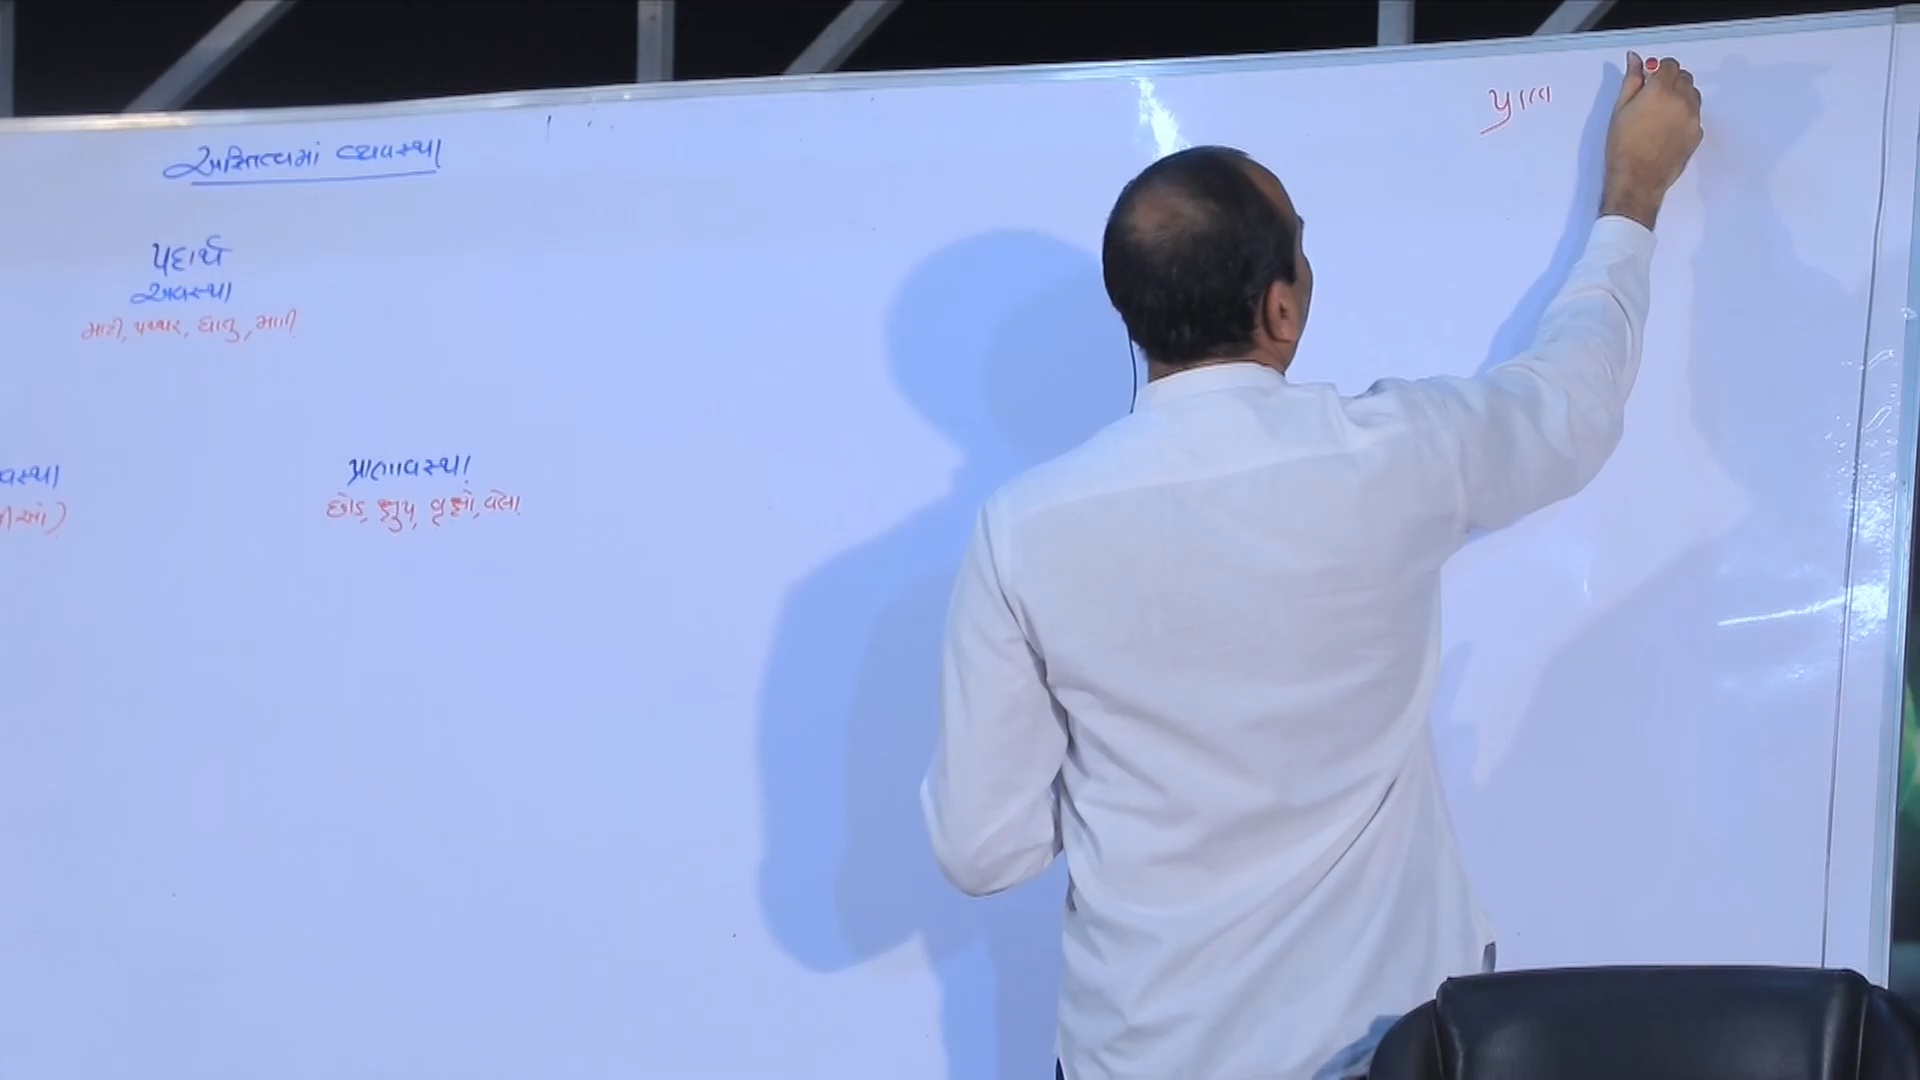 અસ્તિત્વમાં વ્યવસ્થા
પદાર્થ
અવસ્થા
માટી, પથ્થર, ધાતુ, મણી
વસ્થા
પ્રાણાવસ્થા
છોડ, ક્ષુપ, વૃક્ષો, વેલા